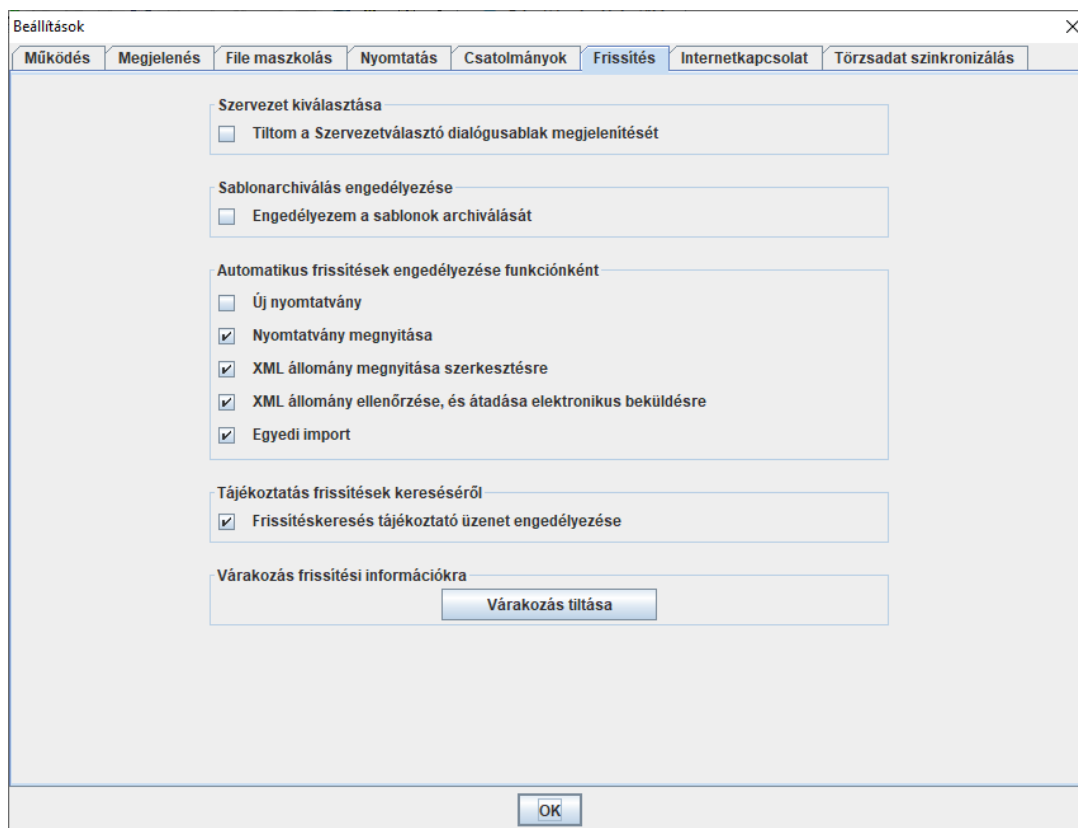 Beállítások
Működés Megjelenés File maszkolás Nyomtatás Csatolmányok Frissítés Internetkapcsolat Törzsadat szinkronizálás
Szervezet kiválasztása
Tiltom a Szervezetválasztó dialógusablak megjelenítését
Sablonarchiválás engedélyezése
Engedélyezem a sablonok archiválását
Automatikus frissítések engedélyezése funkciónként
Új nyomtatvány
Nyomtatvány megnyitása
XML állomány megnyitása szerkesztésre
XML állomány ellenőrzése, és átadása elektronikus beküldésre
Egyedi import
Tájékoztatás frissítések kereséséről
Frissítéskeresés tájékoztató üzenet engedélyezése
Várakozás frissítési információkra
Várakozás tiltása
OK